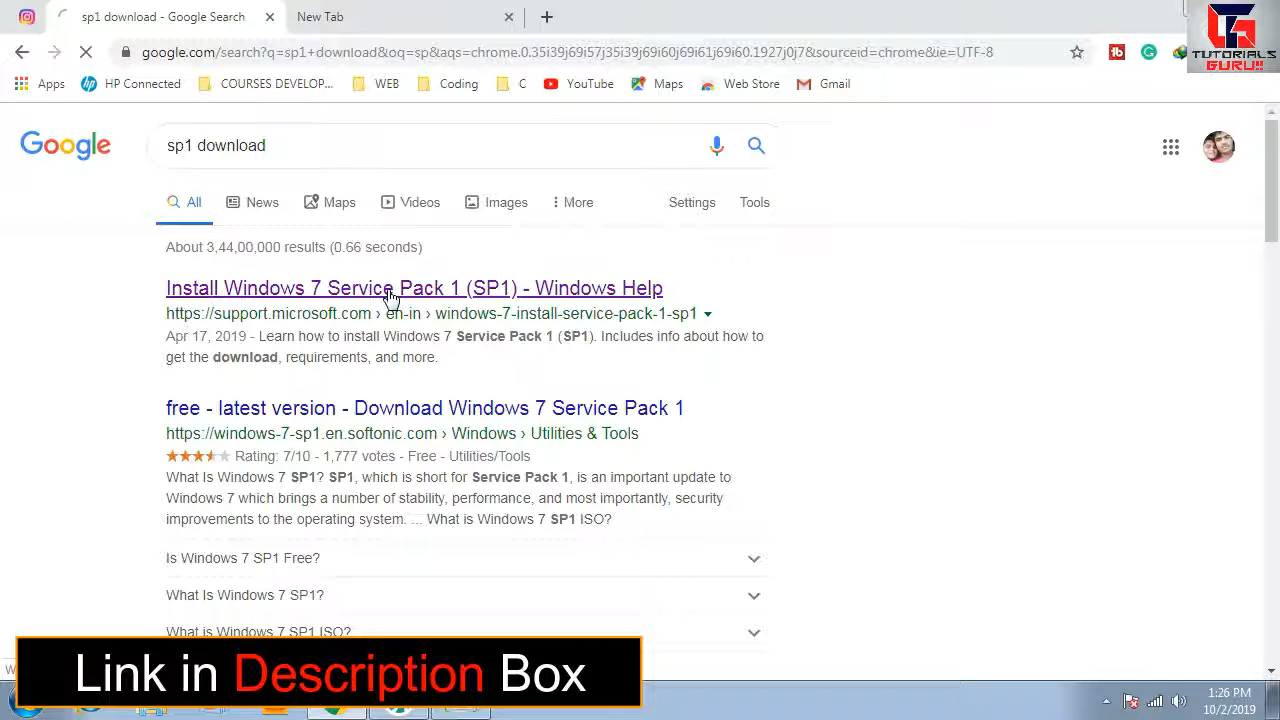 sp1 download - Google Search
New Tab
google.com/search?q=sp1+download&oq=sp&aqs=chrome.0.35i39i69i57j35i39j69i60j69i61j69i60.1927j0j7&sourceid=chrome&ie=UTF-8
TUTORIALS
GURU!!
Apps
HP Connected
COURSES DEVELOP...
WEB
Coding
C
YouTube
Maps
Web Store
Gmail
Google
sp1 download
All
News
Maps
Videos
Images
More
Settings
Tools
About 3,44,00,000 results (0.66 seconds)
Install Windows 7 Service Pack 1 (SP1) - Windows Help
https://support.microsoft.com › en-in › windows-7-install-service-pack-1-sp1
Apr 17, 2019 - Learn how to install Windows 7 Service Pack 1 (SP1). Includes info about how to
get the download, requirements, and more.
free - latest version - Download Windows 7 Service Pack 1
https://windows-7-sp1.en.softonic.com › Windows › Utilities & Tools
Rating: 7/10 - 1,777 votes - Free - Utilities/Tools
What Is Windows 7 SP1? SP1, which is short for Service Pack 1, is an important update to
Windows 7 which brings a number of stability, performance, and most importantly, security
improvements to the operating system. ... What is Windows 7 SP1 ISO?
Is Windows 7 SP1 Free?
What Is Windows 7 SP1?
What is Windows 7 SP1 ISO?
Link in Description Box
1:26 PM
10/2/2019